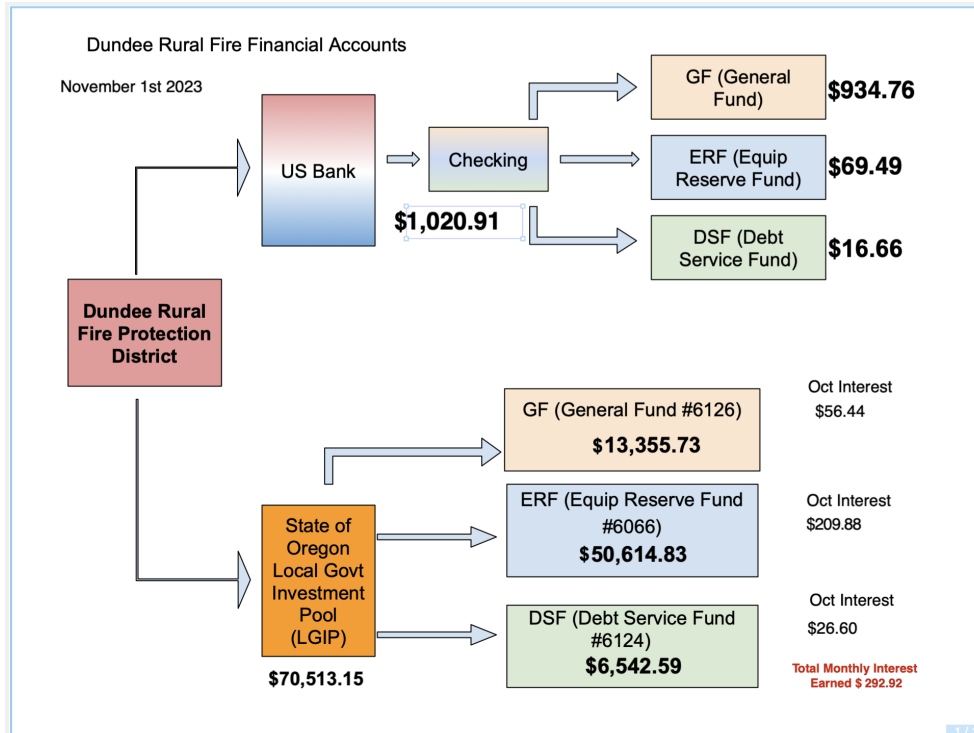 Dundee Rural Fire Financial Accounts
November 1st 2023
US Bank
Checking
$1,020.91
GF (General
Fund)
$934.76
ERF (Equip
Reserve Fund)
$69.49
DSF (Debt
Service Fund)
$16.66
Dundee Rural
Fire Protection
District
State of
Oregon
Local Govt
Investment
Pool
(LGIP)
$70,513.15
GF (General Fund #6126)
$13,355.73
Oct Interest
$56.44
ERF (Equip Reserve Fund
#6066)
$50,614.83
Oct Interest
$209.88
DSF (Debt Service Fund
#6124)
$6,542.59
Oct Interest
$26.60
Total Monthly Interest
Earned $ 292.92